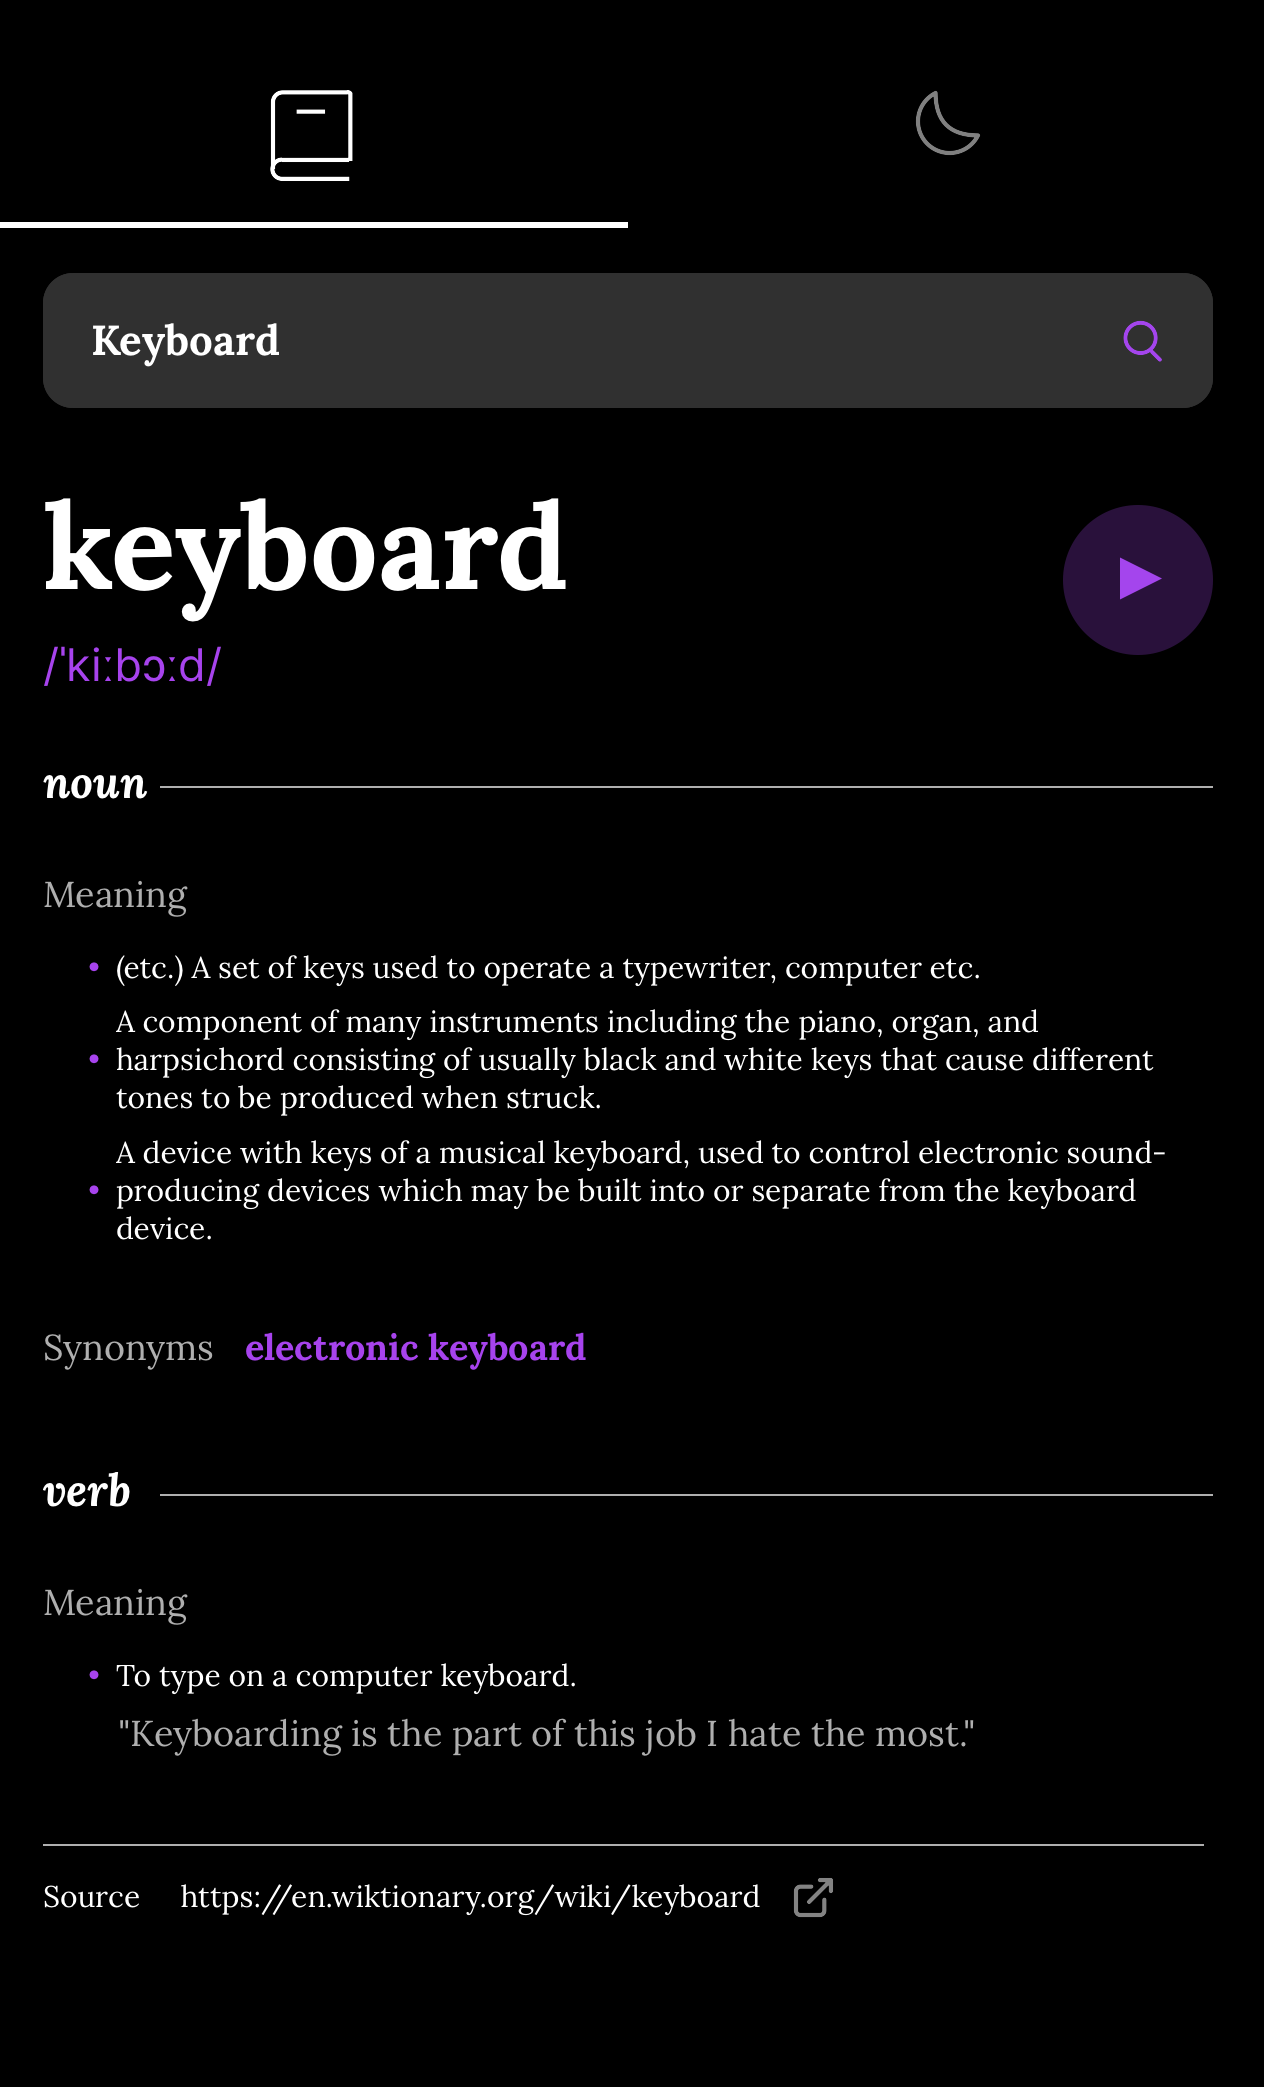 Keyboard
keyboard
/ˈkiːbɔːd/
noun
Meaning
• (etc.) A set of keys used to operate a typewriter, computer etc.
A component of many instruments including the piano, organ, and
• harpsichord consisting of usually black and white keys that cause different
tones to be produced when struck.
A device with keys of a musical keyboard, used to control electronic sound-
• producing devices which may be built into or separate from the keyboard
device.
Synonyms electronic keyboard
verb
Meaning
• To type on a computer keyboard.
"Keyboarding is the part of this job I hate the most."
Source https://en.wiktionary.org/wiki/keyboard